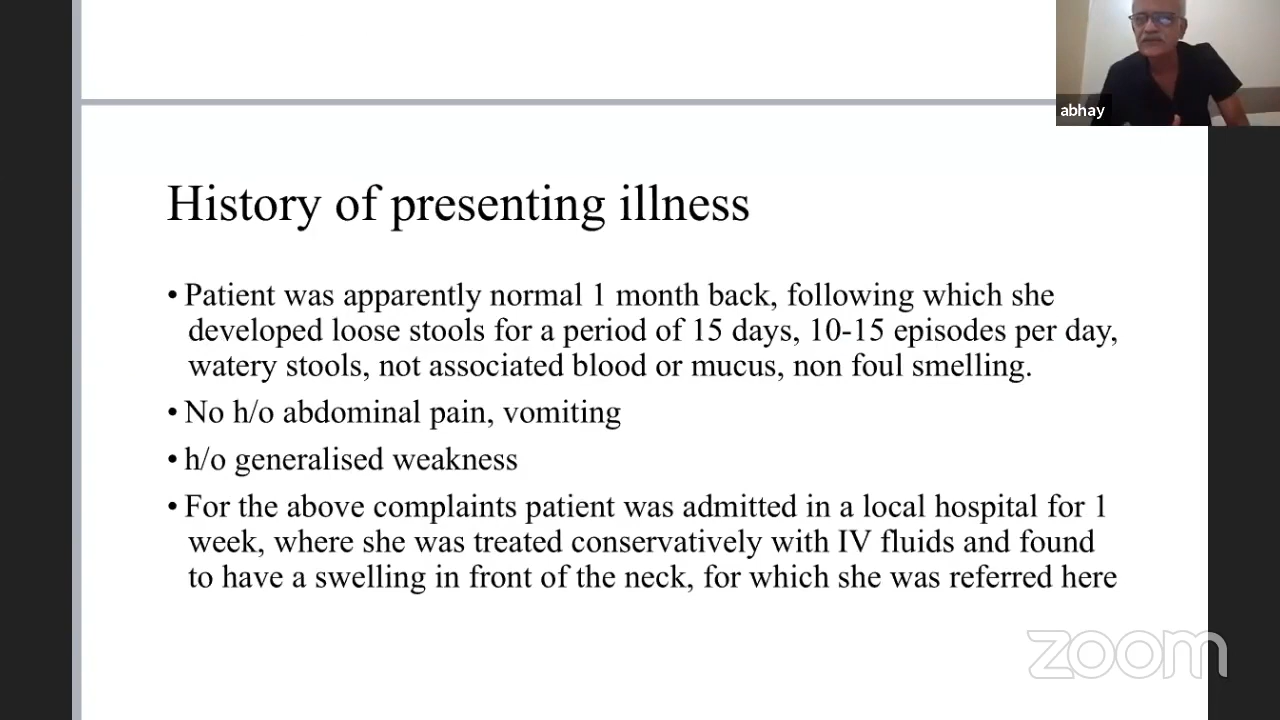 abhay
History of presenting illness
• Patient was apparently normal 1 month back, following which she
developed loose stools for a period of 15 days, 10-15 episodes per day,
watery stools, not associated blood or mucus, non foul smelling.
• No h/o abdominal pain, vomiting
• h/o generalised weakness
• For the above complaints patient was admitted in a local hospital for 1
week, where she was treated conservatively with IV fluids and found
to have a swelling in front of the neck, for which she was referred here
zoom